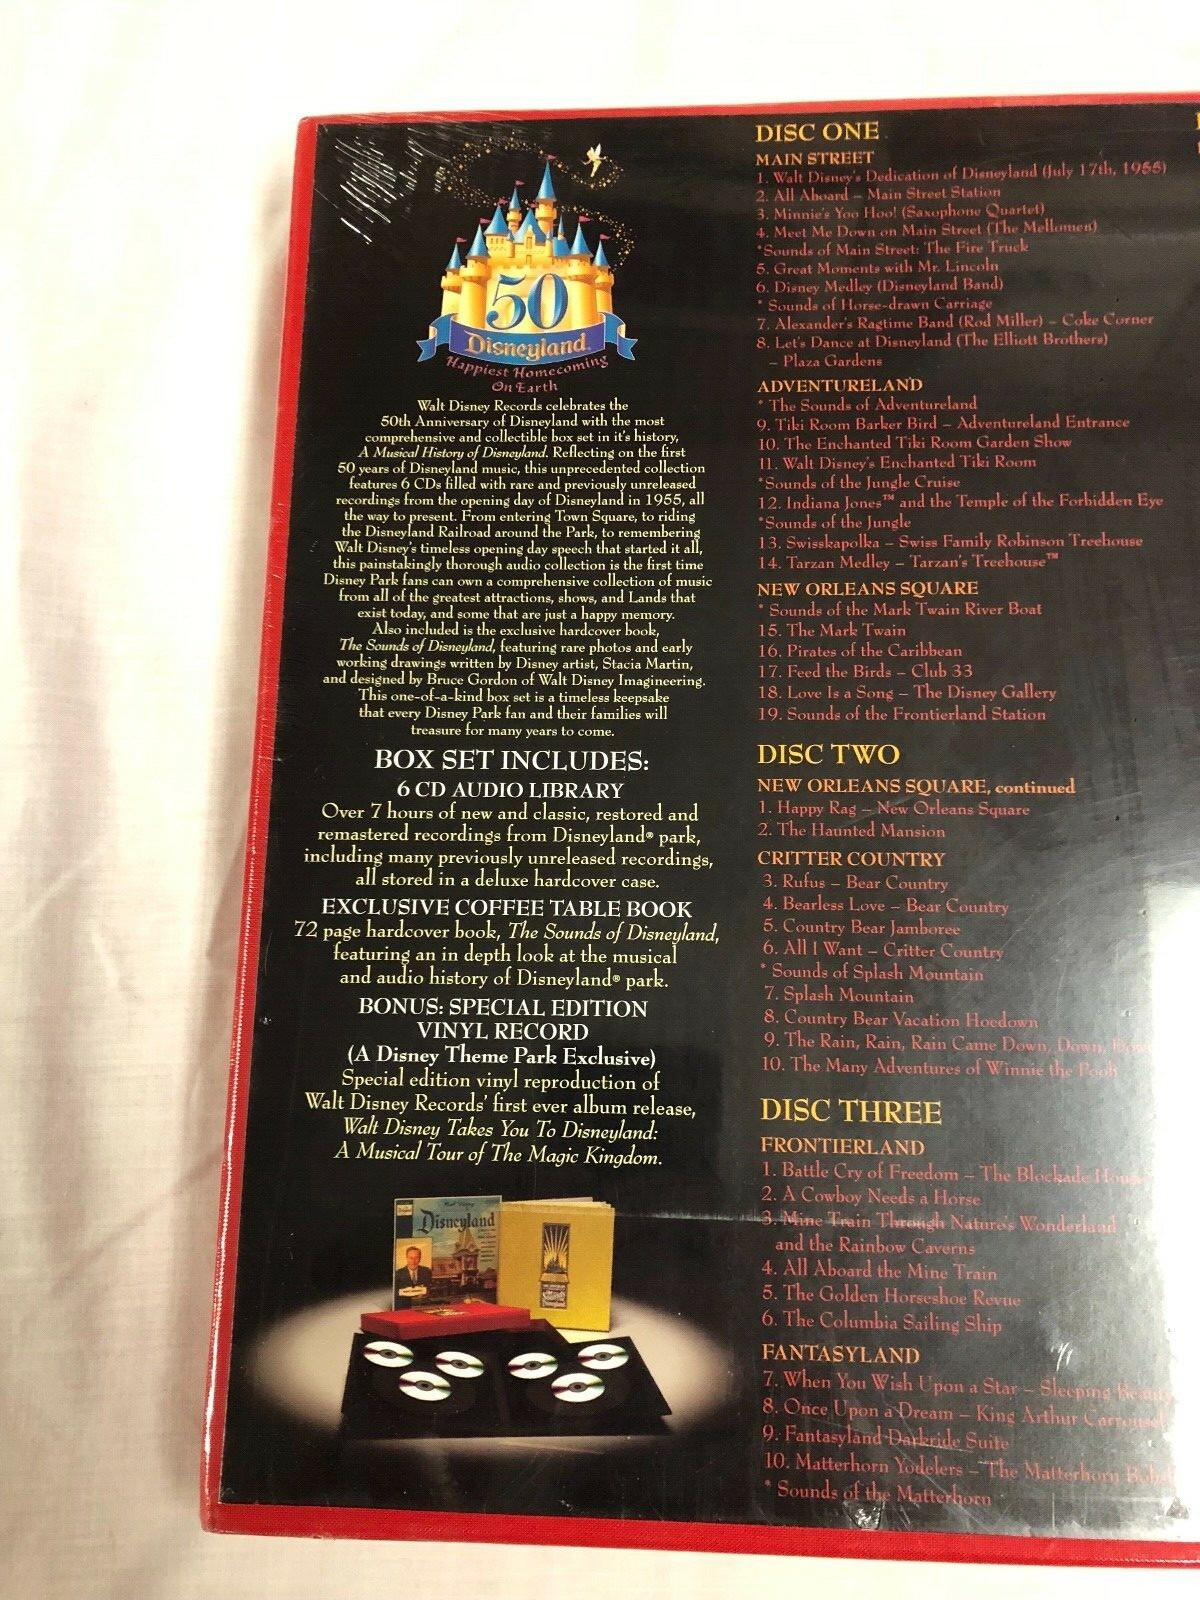 50
Disneyland
Happiest Homecoming
On Earth
Walt Disney Records celebrates the
50th Anniversary of Disneyland with the most
comprehensive and collectible box set in it's history,
A Musical History of Disneyland. Reflecting on the first
50 years of Disneyland music, this unprecedented collection
features 6 CDs filled with rare and previously unreleased
recordings from the opening day of Disneyland in 1955, all
the way to present. From entering Town Square, to riding
the Disneyland Railroad around the Park, to remembering
Walt Disney's timeless opening day speech that started it all,
this painstakingly thorough audio collection is the first time
Disney Park fans can own a comprehensive collection of music
from all of the greatest attractions, shows, and Lands that
exist today, and some that are just a happy memory.
Also included is the exclusive hardcover book,
The Sounds of Disneyland, featuring rare photos and early
working drawings written by Disney artist, Stacia Martin,
and designed by Bruce Gordon of Walt Disney Imagineering.
This one-of-a-kind box set is a timeless keepsake
that every Disney Park fan and their families will
treasure for many years to come.
BOX SET INCLUDES:
6 CD AUDIO LIBRARY
Over 7 hours of new and classic, restored and
remastered recordings from Disneyland® park,
including many previously unreleased recordings,
all stored in a deluxe hardcover case.
EXCLUSIVE COFFEE TABLE BOOK
72 page hardcover book, The Sounds of Disneyland,
featuring an in depth look at the musical
and audio history of Disneyland® park.
BONUS: SPECIAL EDITION
VINYL RECORD
(A Disney Theme Park Exclusive)
Special edition vinyl reproduction of
Walt Disney Records' first ever album release,
Walt Disney Takes You To Disneyland:
A Musical Tour of The Magic Kingdom.
Disneyland
DISC ONE
MAIN STREET
1. Walt Disney's Dedication of Disneyland (July 17th, 1955)
2. All Aboard – Main Street Station
3. Minnie's Yoo Hoo! (Saxophone Quartet)
4. Meet Me Down on Main Street (The Mellomen)
*Sounds of Main Street: The Fire Truck
5. Great Moments with Mr. Lincoln
6. Disney Medley (Disneyland Band)
* Sounds of Horse-drawn Carriage
7. Alexander's Ragtime Band (Rod Miller) – Coke Corner
8. Let's Dance at Disneyland (The Elliott Brothers)
– Plaza Gardens
ADVENTURELAND
* The Sounds of Adventureland
9. Tiki Room Barker Bird – Adventureland Entrance
10. The Enchanted Tiki Room Garden Show
11. Walt Disney's Enchanted Tiki Room
*Sounds of the Jungle Cruise
12. Indiana Jones™ and the Temple of the Forbidden Eye
*Sounds of the Jungle
13. Swisskapolka – Swiss Family Robinson Treehouse
14. Tarzan Medley – Tarzan's Treehouse™
NEW ORLEANS SQUARE
* Sounds of the Mark Twain River Boat
15. The Mark Twain
16. Pirates of the Caribbean
17. Feed the Birds – Club 33
18. Love Is a Song – The Disney Gallery
19. Sounds of the Frontierland Station
DISC TWO
NEW ORLEANS SQUARE, continued
1. Happy Rag – New Orleans Square
2. The Haunted Mansion
CRITTER COUNTRY
3. Rufus – Bear Country
4. Bearless Love – Bear Country
5. Country Bear Jamboree
6. All I Want – Critter Country
* Sounds of Splash Mountain
7. Splash Mountain
8. Country Bear Vacation Hoedown
9. The Rain, Rain, Rain Came Down, Down, Down
10. The Many Adventures of Winnie the Pooh
DISC THREE
FRONTIERLAND
1. Battle Cry of Freedom – The Blockade House
2. A Cowboy Needs a Horse
3. Mine Train Through Nature's Wonderland
and the Rainbow Caverns
4. All Aboard the Mine Train
5. The Golden Horseshoe Revue
6. The Columbia Sailing Ship
FANTASYLAND
7. When You Wish Upon a Star – Sleeping
8. Once Upon a Dream – King Arthur Carrousel
9. Fantasyland Darkride Suite
10. Matterhorn Yodelers – The Matterhorn
* Sounds of the Matterhorn